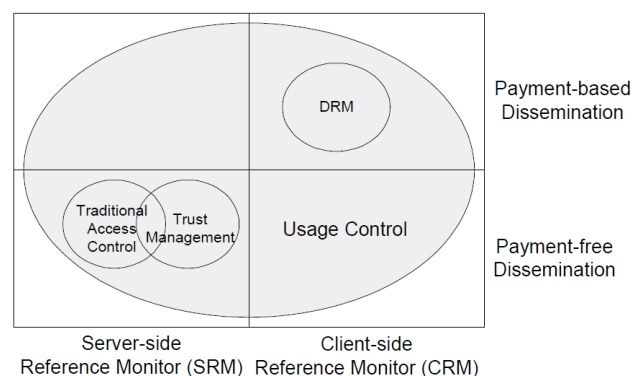 DRM
Payment-based
Dissemination
Traditional
Access
Control
Trust
Management
Usage Control
Payment-free
Dissemination
Server-side
Reference Monitor (SRM)
Client-side
Reference Monitor (CRM)